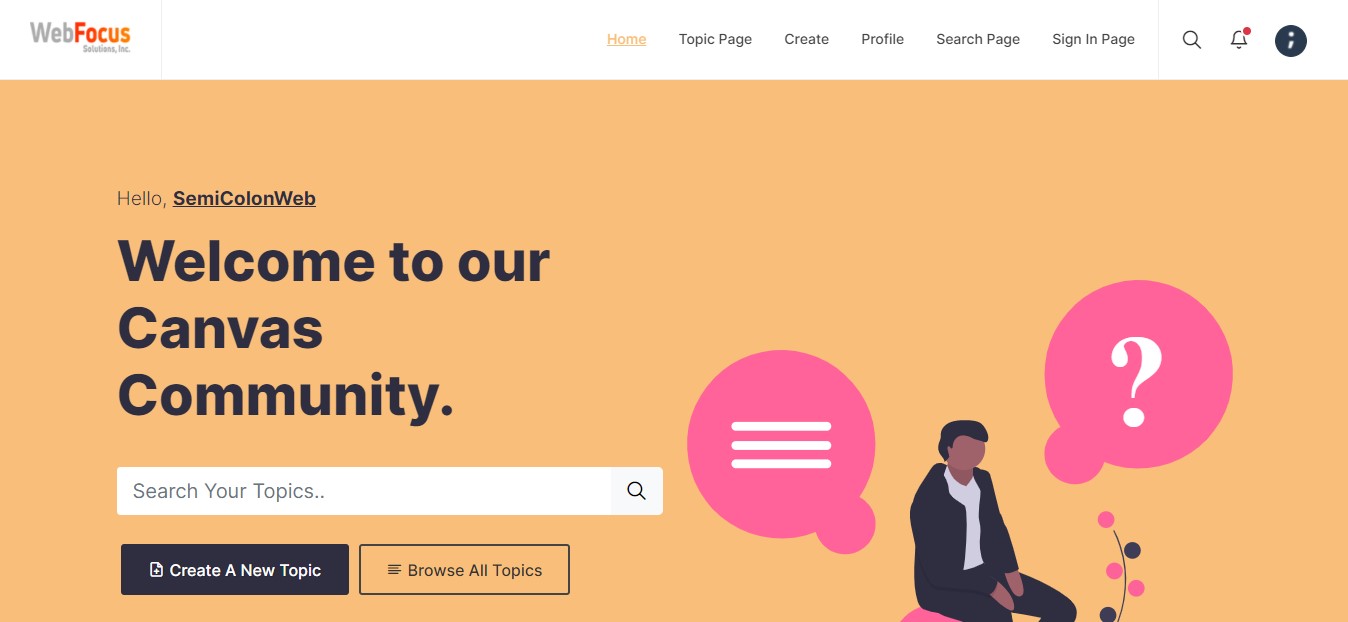 WebFocus
Solutions, Inc.
Home Topic Page Create Profile Search Page Sign In Page
Hello, SemiColonWeb
Welcome to our
Canvas
Community.
?
Search Your Topics..
Create A New Topic Browse All Topics